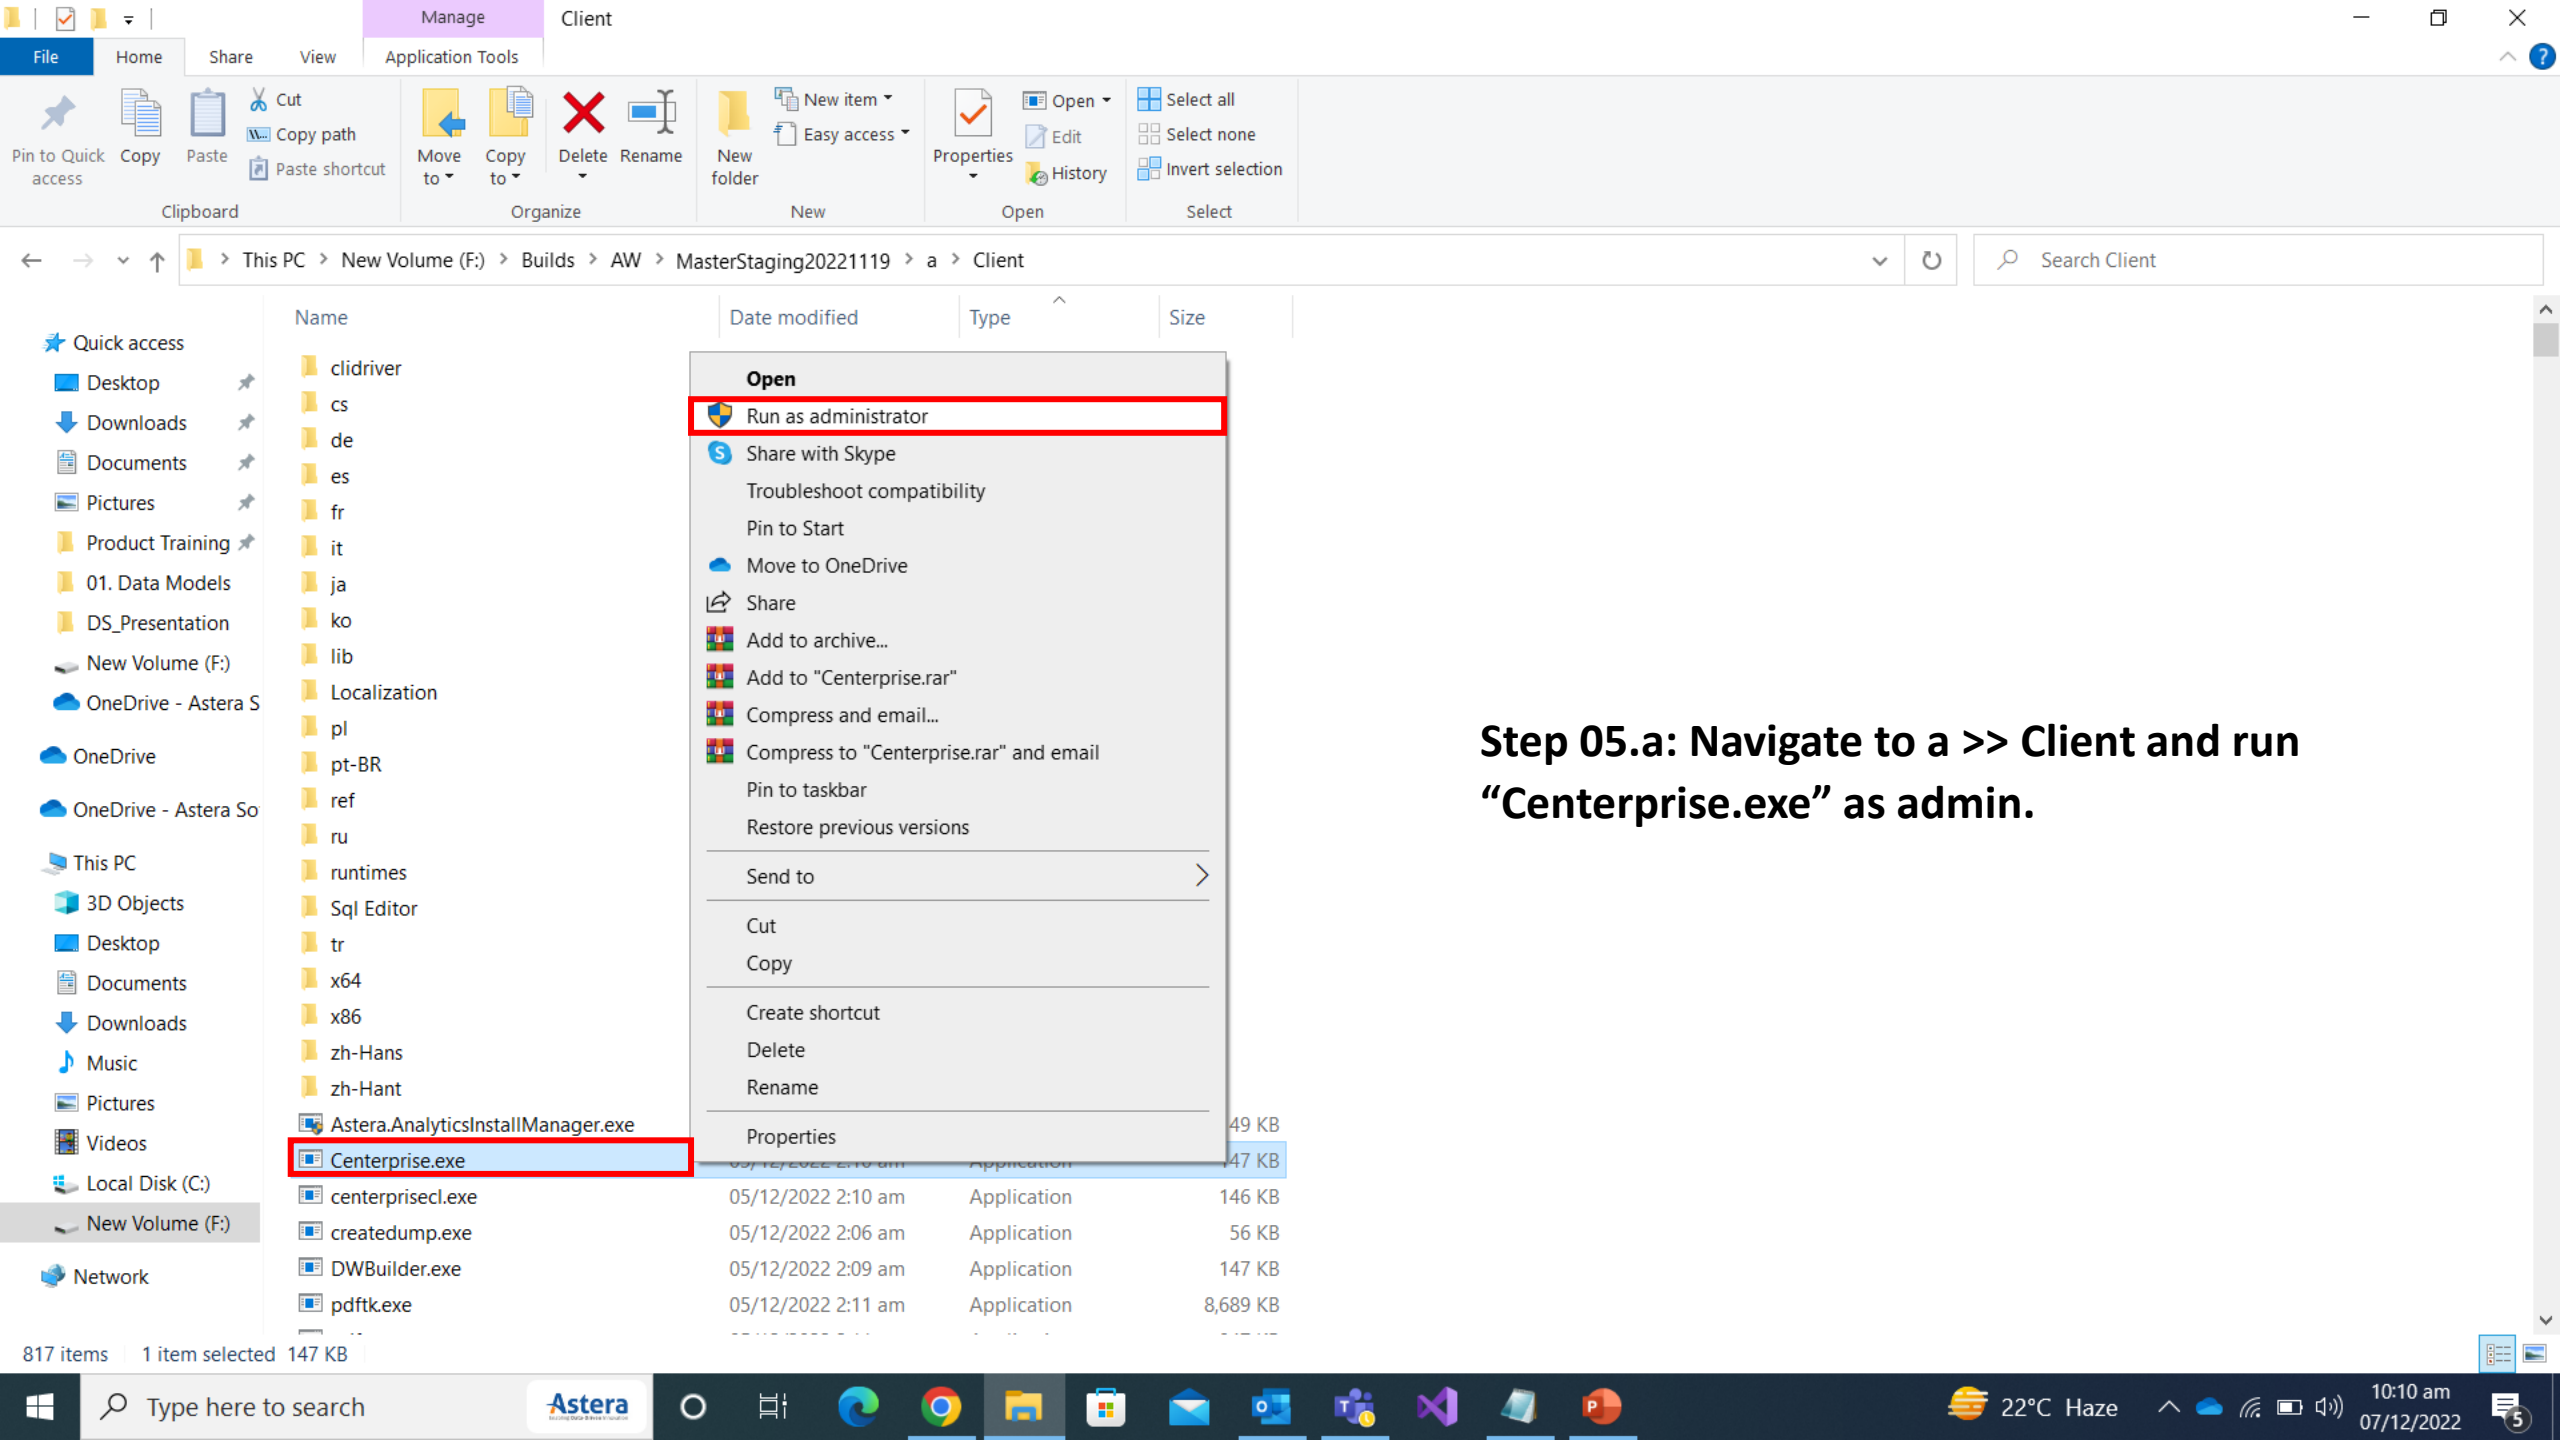 Manage
Client
File
Home
Share
View
Application Tools
Pin to Quick access
Copy
Paste
Cut
Copy path
Paste shortcut
Clipboard
Move to
Copy to
Delete
Rename
Organize
New folder
New item
Easy access
New
Properties
Open
Edit
History
Open
Select all
Select none
Invert selection
Select
This PC > New Volume (F:) > Builds > AW > MasterStaging20221119 > a > Client
Search Client
Name
Date modified
Type
Size
Quick access
Desktop
Downloads
Documents
Pictures
Product Training
01. Data Models
DS_Presentation
New Volume (F:)
OneDrive - Astera S
OneDrive
OneDrive - Astera So
This PC
3D Objects
Desktop
Documents
Downloads
Music
Pictures
Videos
Local Disk (C:)
New Volume (F:)
Network
clidriver
cs
de
es
fr
it
ja
ko
lib
Localization
pl
pt-BR
ref
ru
runtimes
Sql Editor
tr
x64
x86
zh-Hans
zh-Hant
Astera.AnalyticsInstallManager.exe 49 KB
Centerprise.exe 147 KB
centerprisecl.exe 05/12/2022 2:10 am Application 146 KB
createdump.exe 05/12/2022 2:06 am Application 56 KB
DWBuilder.exe 05/12/2022 2:09 am Application 147 KB
pdftk.exe 05/12/2022 2:11 am Application 8,689 KB
Open
Run as administrator
Share with Skype
Troubleshoot compatibility
Pin to Start
Move to OneDrive
Share
Add to archive...
Add to "Centerprise.rar"
Compress and email...
Compress to "Centerprise.rar" and email
Pin to taskbar
Restore previous versions
Send to
Cut
Copy
Create shortcut
Delete
Rename
Properties
Step 05.a: Navigate to a >> Client and run
“Centerprise.exe” as admin.
817 items
1 item selected 147 KB
Type here to search
Astera
22°C Haze
10:10 am
07/12/2022
5